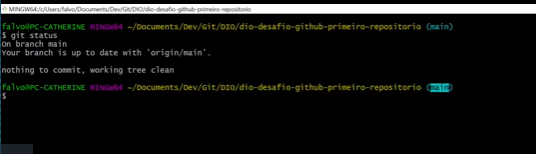 MINGW64:/c/Users/falvo/Documents/Dev/Git/DIO/dio-desafio-github-primeiro-repositorio
falvo@PC-CATHERINE MINGW64 ~/Documents/Dev/Git/DIO/dio-desafio-github-primeiro-repositorio (main)
$ git status
On branch main
Your branch is up to date with 'origin/main'.
nothing to commit, working tree clean
falvo@PC-CATHERINE MINGW64 ~/Documents/Dev/Git/DIO/dio-desafio-github-primeiro-repositorio (main)
$